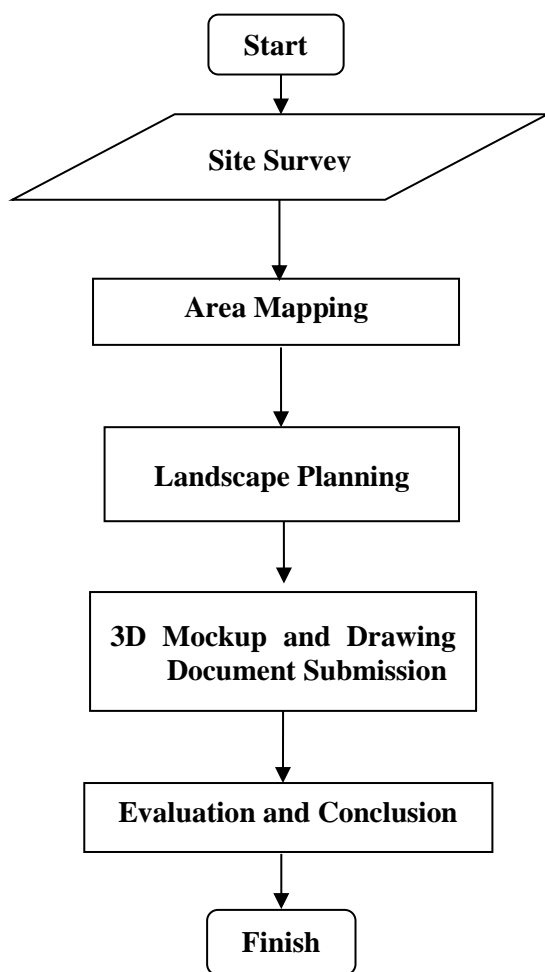 Start
Site Survey
Area Mapping
Landscape Planning
3D Mockup and Drawing
Document Submission
Evaluation and Conclusion
Finish